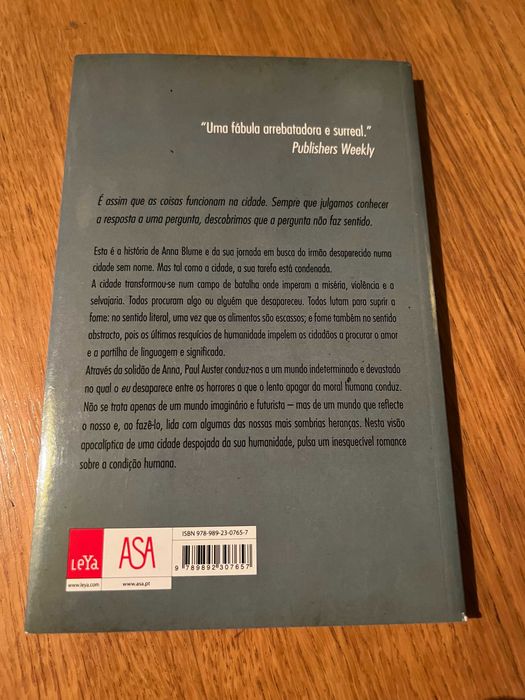 “Uma fábula arrebatadora e surreal.”
Publishers Weekly
É assim que as coisas funcionam na cidade. Sempre que julgamos conhecer
a resposta a uma pergunta, descobrimos que a pergunta não faz sentido.
Esta é a história de Anna Blume e da sua jornada em busca do irmão desaparecido numa
cidade sem nome. Mas tal como a cidade, a sua tarefa está condenada.
A cidade transformou-se num campo de batalha onde imperam a miséria, violência e a
selvajaria. Todos procuram algo ou alguém que desapareceu. Todos lutam para suprir a
fome: no sentido literal, uma vez que os alimentos são escassos; e fome também no sentido
abstracto, pois os últimos resquícios de humanidade impelem os cidadãos a procurar o amor
e a partilha de linguagem e significado.
Através da solidão de Anna, Paul Auster conduz-nos a um mundo indeterminado e devastado
no qual o eu desaparece entre os horrores a que o lento apagar da moral humana conduz.
Não se trata apenas de um mundo imaginário e futurista – mas de um mundo que reflecte
o nosso e, ao fazê-lo, lida com algumas das nossas mais sombrias heranças. Nesta visão
apocalíptica de uma cidade despojada da sua humanidade, pulsa um inesquecível romance
sobre a condição humana.
ISBN 978-989-23-0765-7
LeYa
ASA
9 789892 307657
www.leya.com
www.asa.pt